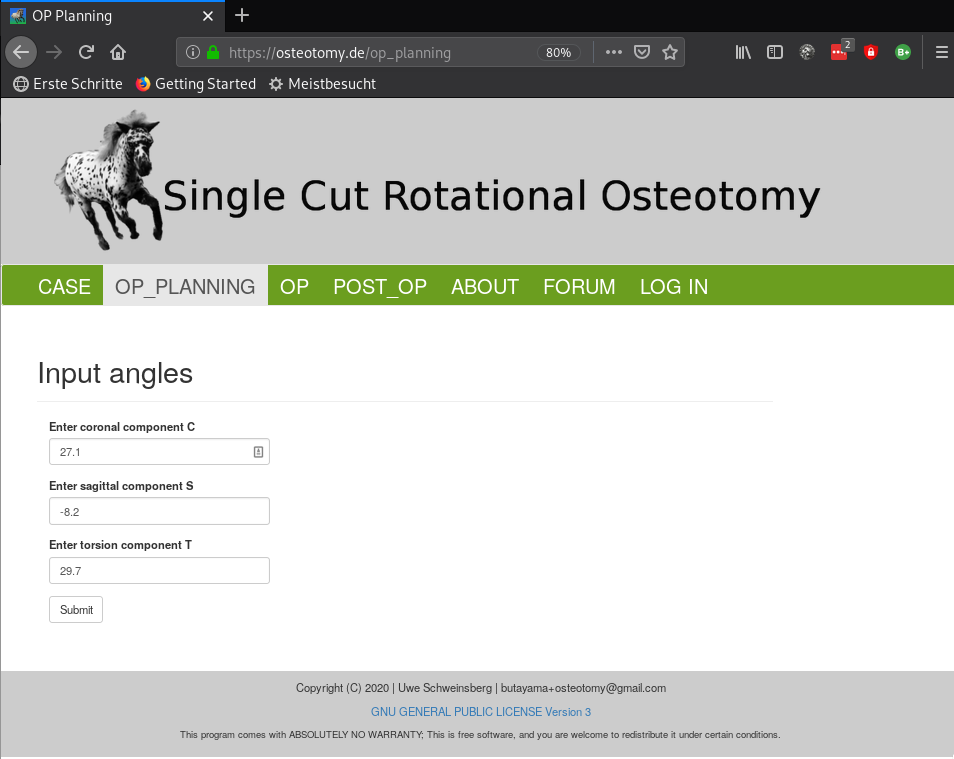 OP Planning
https://osteotomy.de/op_planning
80%
2
B+
Erste Schritte
Getting Started
Meistbesucht
Single Cut Rotational Osteotomy
CASE OP_PLANNING OP POST_OP ABOUT FORUM LOG IN
Input angles
Enter coronal component C
27.1
Enter sagittal component S
-8.2
Enter torsion component T
29.7
Submit
Copyright (C) 2020 | Uwe Schweinsberg | butayama+osteotomy@gmail.com
GNU GENERAL PUBLIC LICENSE Version 3
This program comes with ABSOLUTELY NO WARRANTY; This is free software, and you are welcome to redistribute it under certain conditions.